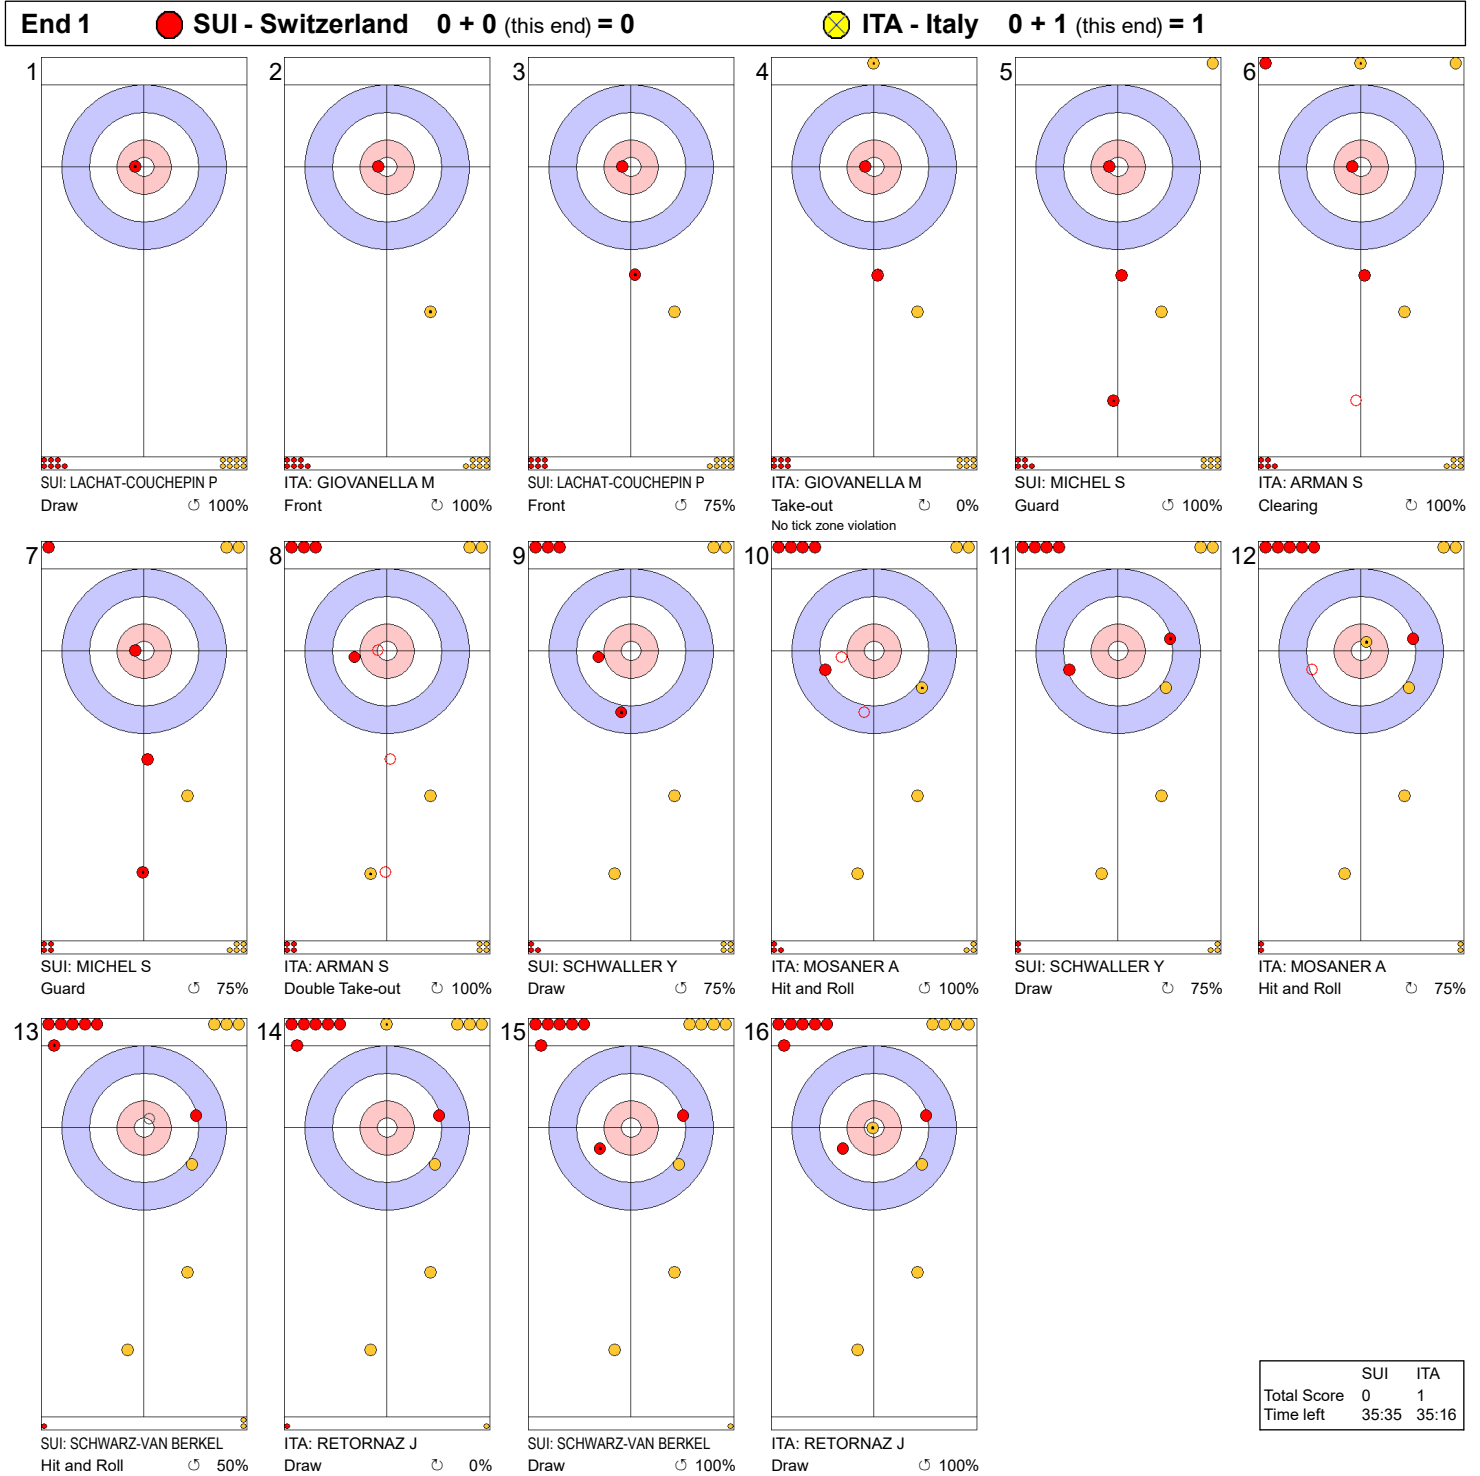 End 1 SUI - Switzerland 0 + 0 (this end) = 0 ITA - Italy 0 + 1 (this end) = 1
1 2 3 4 5 6
SUI: LACHAT-COUCHEPIN P ITA: GIOVANELLA M SUI: LACHAT-COUCHEPIN P ITA: GIOVANELLA M SUI: MICHEL S ITA: ARMAN S
Draw ↺ 100% Front ↻ 100% Front ↺ 75% Take-out ↻ 0% Guard ↺ 100% Clearing ↻ 100%
No tick zone violation
7 8 9 10 11 12
SUI: MICHEL S ITA: ARMAN S SUI: SCHWALLER Y ITA: MOSANER A SUI: SCHWALLER Y ITA: MOSANER A
Guard ↺ 75% Double Take-out ↻ 100% Draw ↺ 75% Hit and Roll ↺ 100% Draw ↻ 75% Hit and Roll ↻ 75%
13 14 15 16
SUI: SCHWARZ-VAN BERKEL ITA: RETORNAZ J SUI: SCHWARZ-VAN BERKEL ITA: RETORNAZ J
Hit and Roll ↺ 50% Draw ↻ 0% Draw ↺ 100% Draw ↺ 100%
SUI ITA
Total Score 0 1
Time left 35:35 35:16